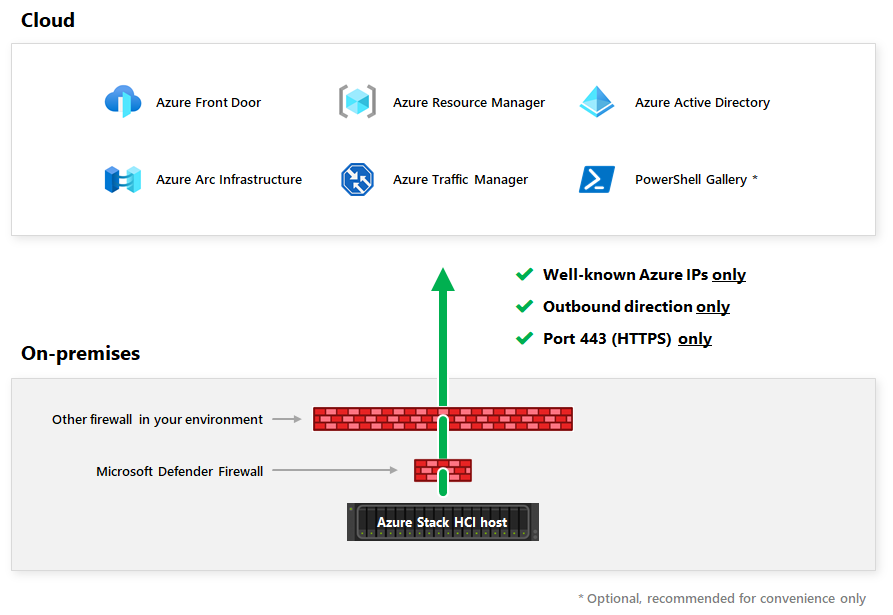 Cloud
Azure Front Door
Azure Resource Manager
Azure Active Directory
Azure Arc Infrastructure
Azure Traffic Manager
PowerShell Gallery *
Well-known Azure IPs only
Outbound direction only
Port 443 (HTTPS) only
On-premises
Other firewall in your environment
Microsoft Defender Firewall
Azure Stack HCI host
* Optional, recommended for convenience only